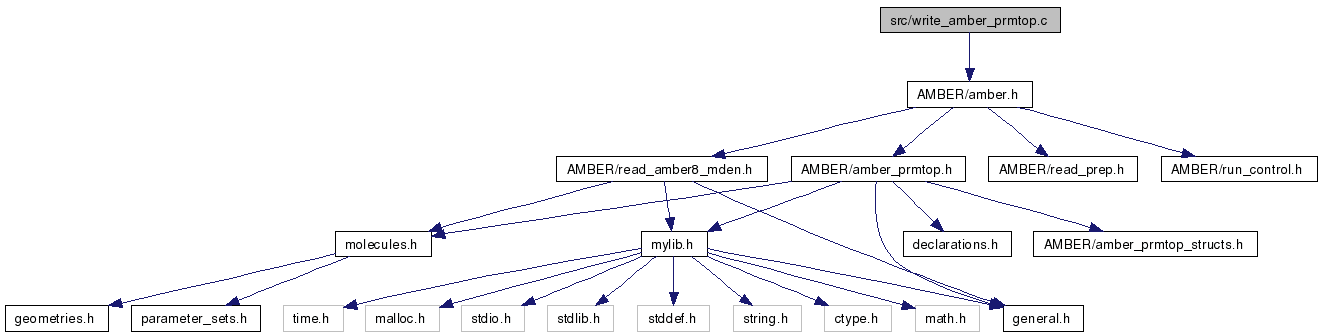 src/write_amber_prmtop.c
AMBER/amber.h
AMBER/read_amber8_mden.h
AMBER/amber_prmtop.h
AMBER/read_prep.h
AMBER/run_control.h
molecules.h
mylib.h
declarations.h
AMBER/amber_prmtop_structs.h
geometries.h
parameter_sets.h
time.h
malloc.h
stdio.h
stdlib.h
stddef.h
string.h
ctype.h
math.h
general.h